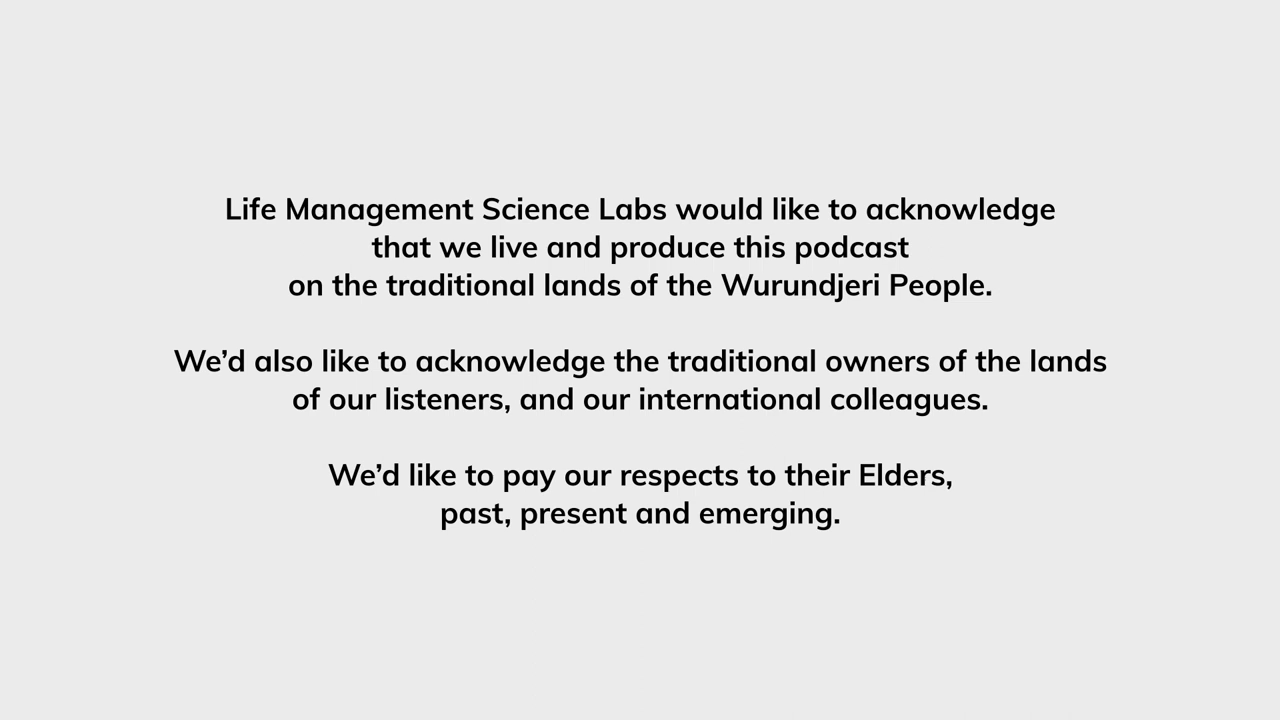 Life Management Science Labs would like to acknowledge
that we live and produce this podcast
on the traditional lands of the Wurundjeri People.
We’d also like to acknowledge the traditional owners of the lands
of our listeners, and our international colleagues.
We’d like to pay our respects to their Elders,
past, present and emerging.